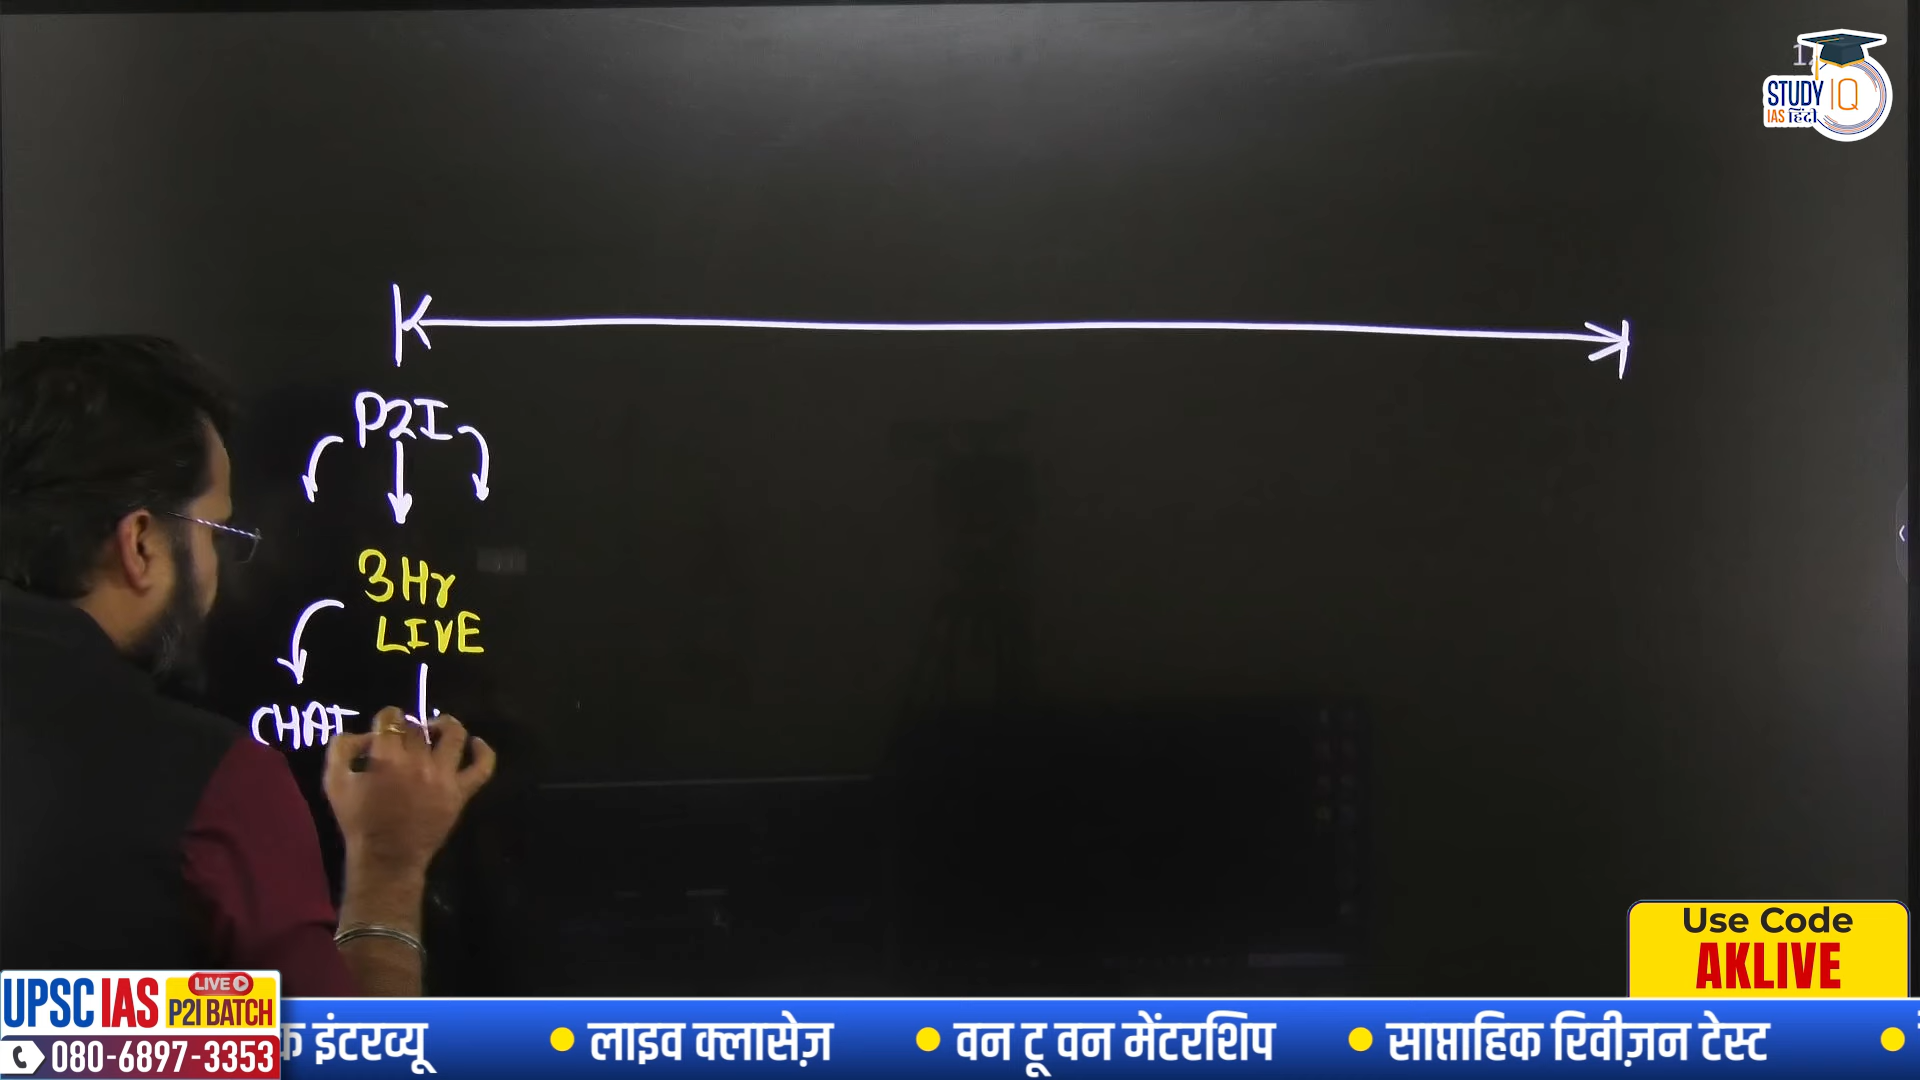 STUDY IQ
IAS हिंदी
P2I
3Hr
LIVE
CHAT
Use Code
AKLIVE
UPSC IAS LIVE
P2I BATCH
080-6897-3353
क इंटरव्यू • लाइव क्लासेज़ • वन टू वन मेंटरशिप • साप्ताहिक रिवीज़न टेस्ट •